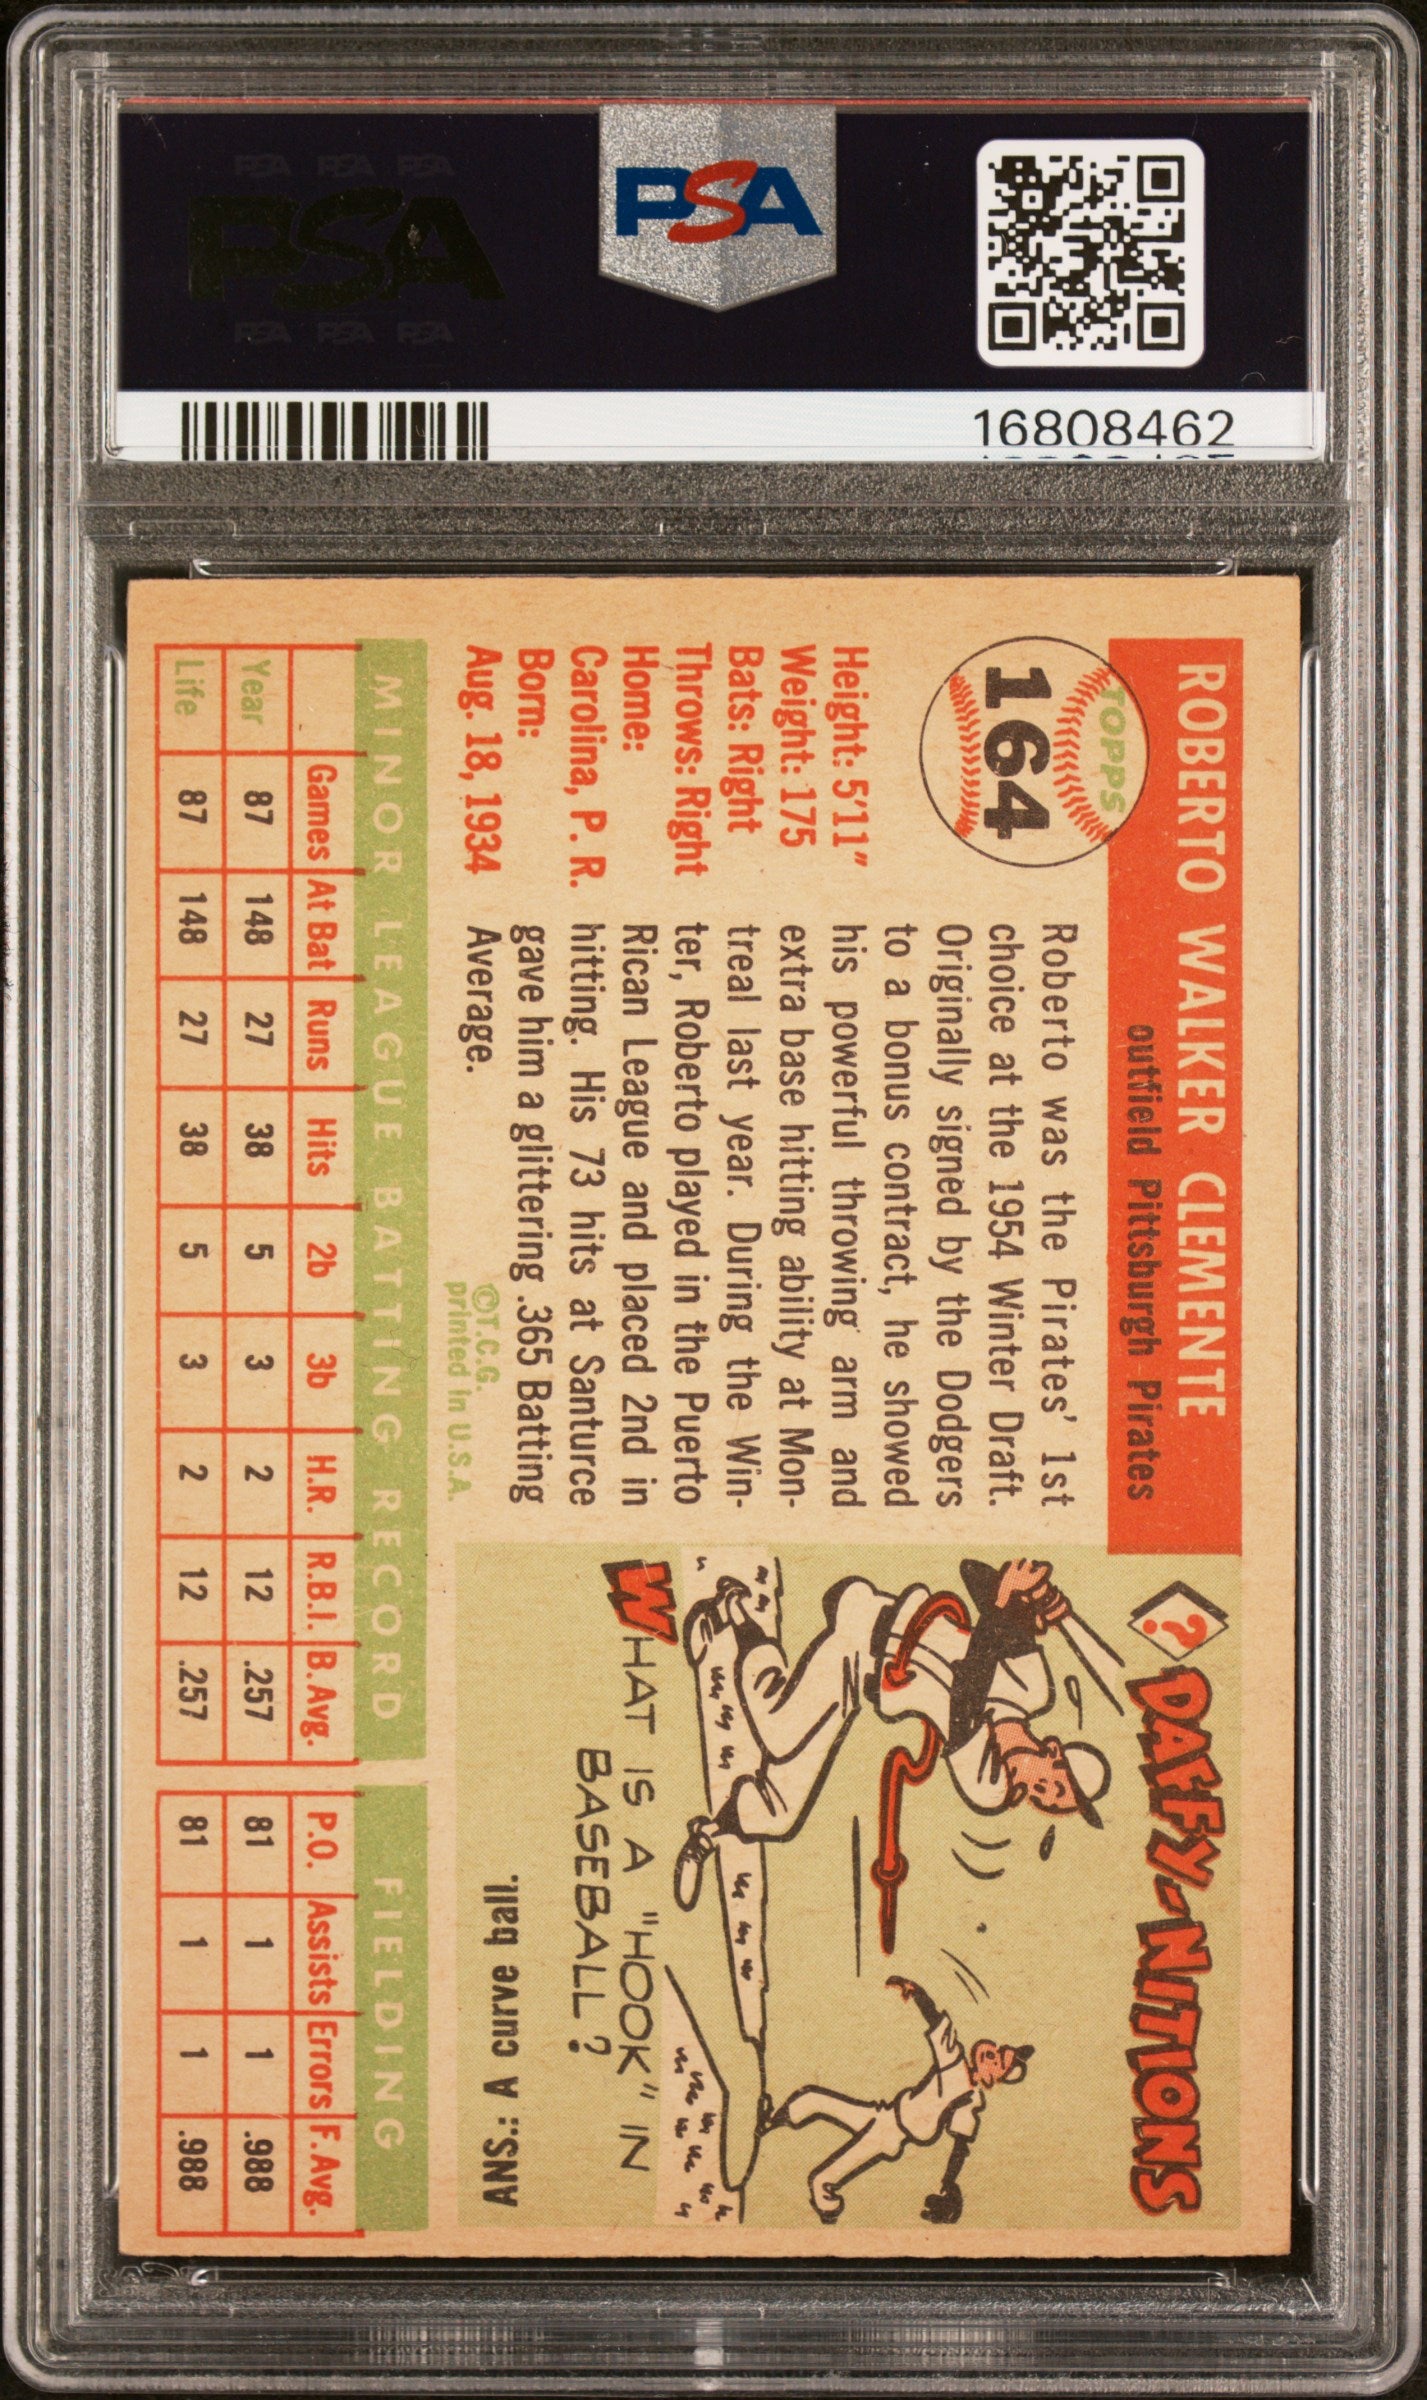 PSA PSA PSA
PSA
PSA PSA PSA
PSA
16808462
ROBERTO WALKER CLEMENTE
outfield Pittsburgh Pirates
TOPPS
164
Height: 5'11"
Weight: 175
Bats: Right
Throws: Right
Home:
Carolina, P. R.
Born:
Aug. 18, 1934
Roberto was the Pirates' 1st
choice at the 1954 Winter Draft.
Originally signed by the Dodgers
to a bonus contract, he showed
his powerful throwing arm and
extra base hitting ability at Mon-
treal last year. During the Win-
ter, Roberto played in the Puerto
Rican League and placed 2nd in
hitting. His 73 hits at Santurce
gave him a glittering .365 Batting
Average.
©T.C.G.
printed in U.S.A.
? DAFFY-NITIONS
WHAT IS A "HOOK" IN
BASEBALL?
ANS.: A curve ball.
MINOR LEAGUE BATTING RECORD FIELDING
Games At Bat Runs Hits 2b 3b H.R. R.B.I. B. Avg. P.O. Assists Errors F. Avg.
Year 87 148 27 38 5 3 2 12 .257 81 1 1 .988
Life 87 148 27 38 5 3 2 12 .257 81 1 1 .988